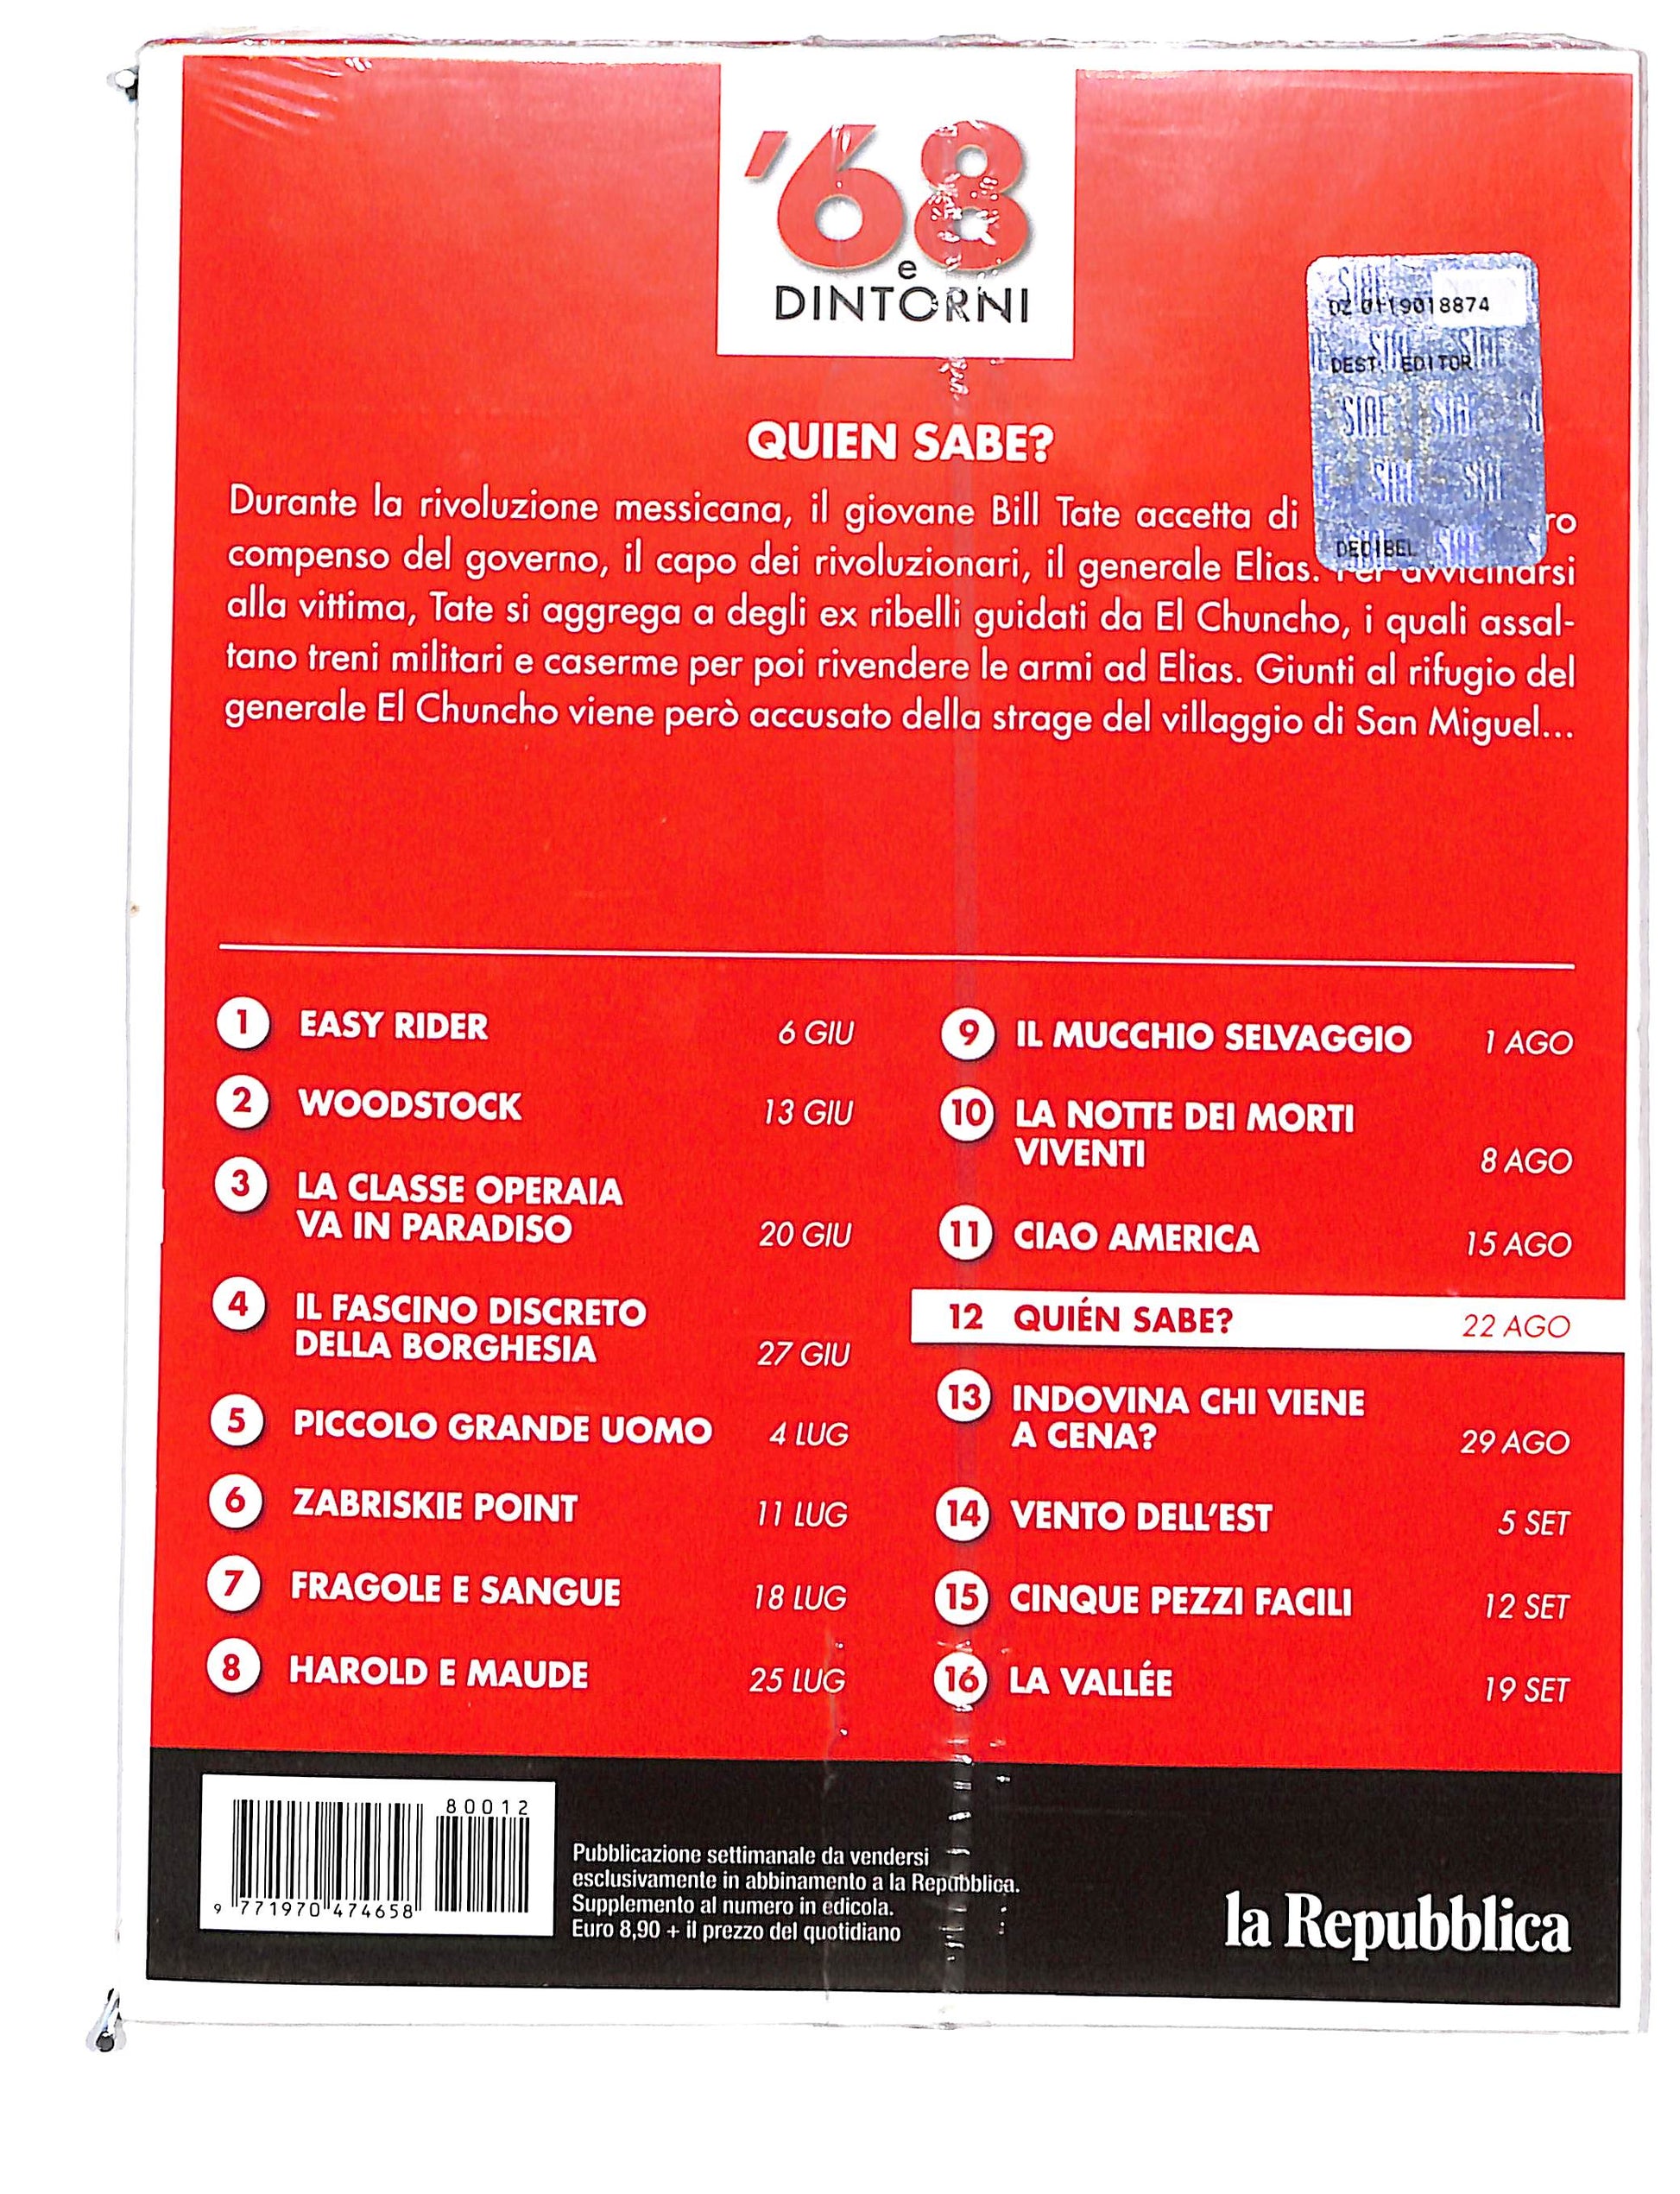 '68
e
DINTORNI
DZ 0119018874
DEST. EDITOR
DECIBEL
QUIEN SABE?
Durante la rivoluzione messicana, il giovane Bill Tate accetta di ro
compenso del governo, il capo dei rivoluzionari, il generale Elias. Per avvicinarsi
alla vittima, Tate si aggrega a degli ex ribelli guidati da El Chuncho, i quali assal-
tano treni militari e caserme per poi rivendere le armi ad Elias. Giunti al rifugio del
generale El Chuncho viene però accusato della strage del villaggio di San Miguel...
1 EASY RIDER 6 GIU
2 WOODSTOCK 13 GIU
3 LA CLASSE OPERAIA
VA IN PARADISO 20 GIU
4 IL FASCINO DISCRETO
DELLA BORGHESIA 27 GIU
5 PICCOLO GRANDE UOMO 4 LUG
6 ZABRISKIE POINT 11 LUG
7 FRAGOLE E SANGUE 18 LUG
8 HAROLD E MAUDE 25 LUG
9 IL MUCCHIO SELVAGGIO 1 AGO
10 LA NOTTE DEI MORTI
VIVENTI 8 AGO
11 CIAO AMERICA 15 AGO
12 QUIÉN SABE? 22 AGO
13 INDOVINA CHI VIENE
A CENA? 29 AGO
14 VENTO DELL'EST 5 SET
15 CINQUE PEZZI FACILI 12 SET
16 LA VALLÉE 19 SET
80012
9 771970 474658
Pubblicazione settimanale da vendersi
esclusivamente in abbinamento a la Repubblica.
Supplemento al numero in edicola.
Euro 8,90 + il prezzo del quotidiano
la Repubblica